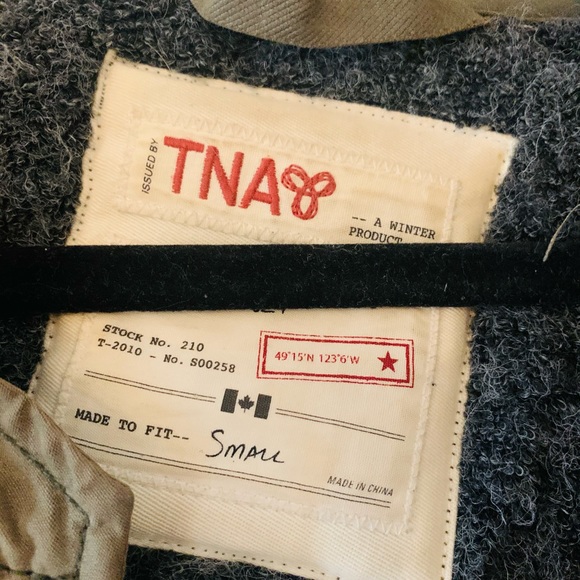 ISSUED BY
TNA
-- A WINTER
PRODUCT
STOCK No. 210
T-2010 - No. S00258
49°15'N 123°6'W
MADE TO FIT-- SMALL
MADE IN CHINA